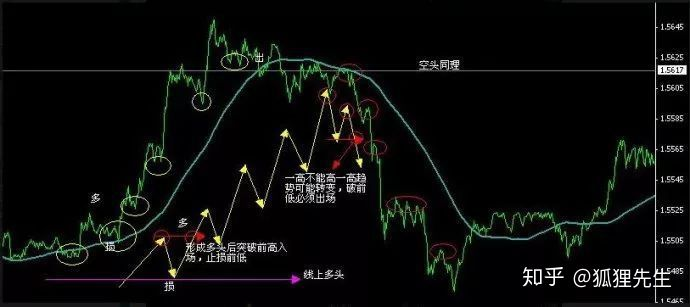 1.5645
1.5617
1.5585
1.5565
1.5545
1.5525
1.5505
1.5485
1.5465
出
空头同理
多
损
一高不能高一高趋
势可能转变，破前
低必须出场
多
形成多头后突破前高入
场，止损前低
线上多头
损
知乎 @狐狸先生